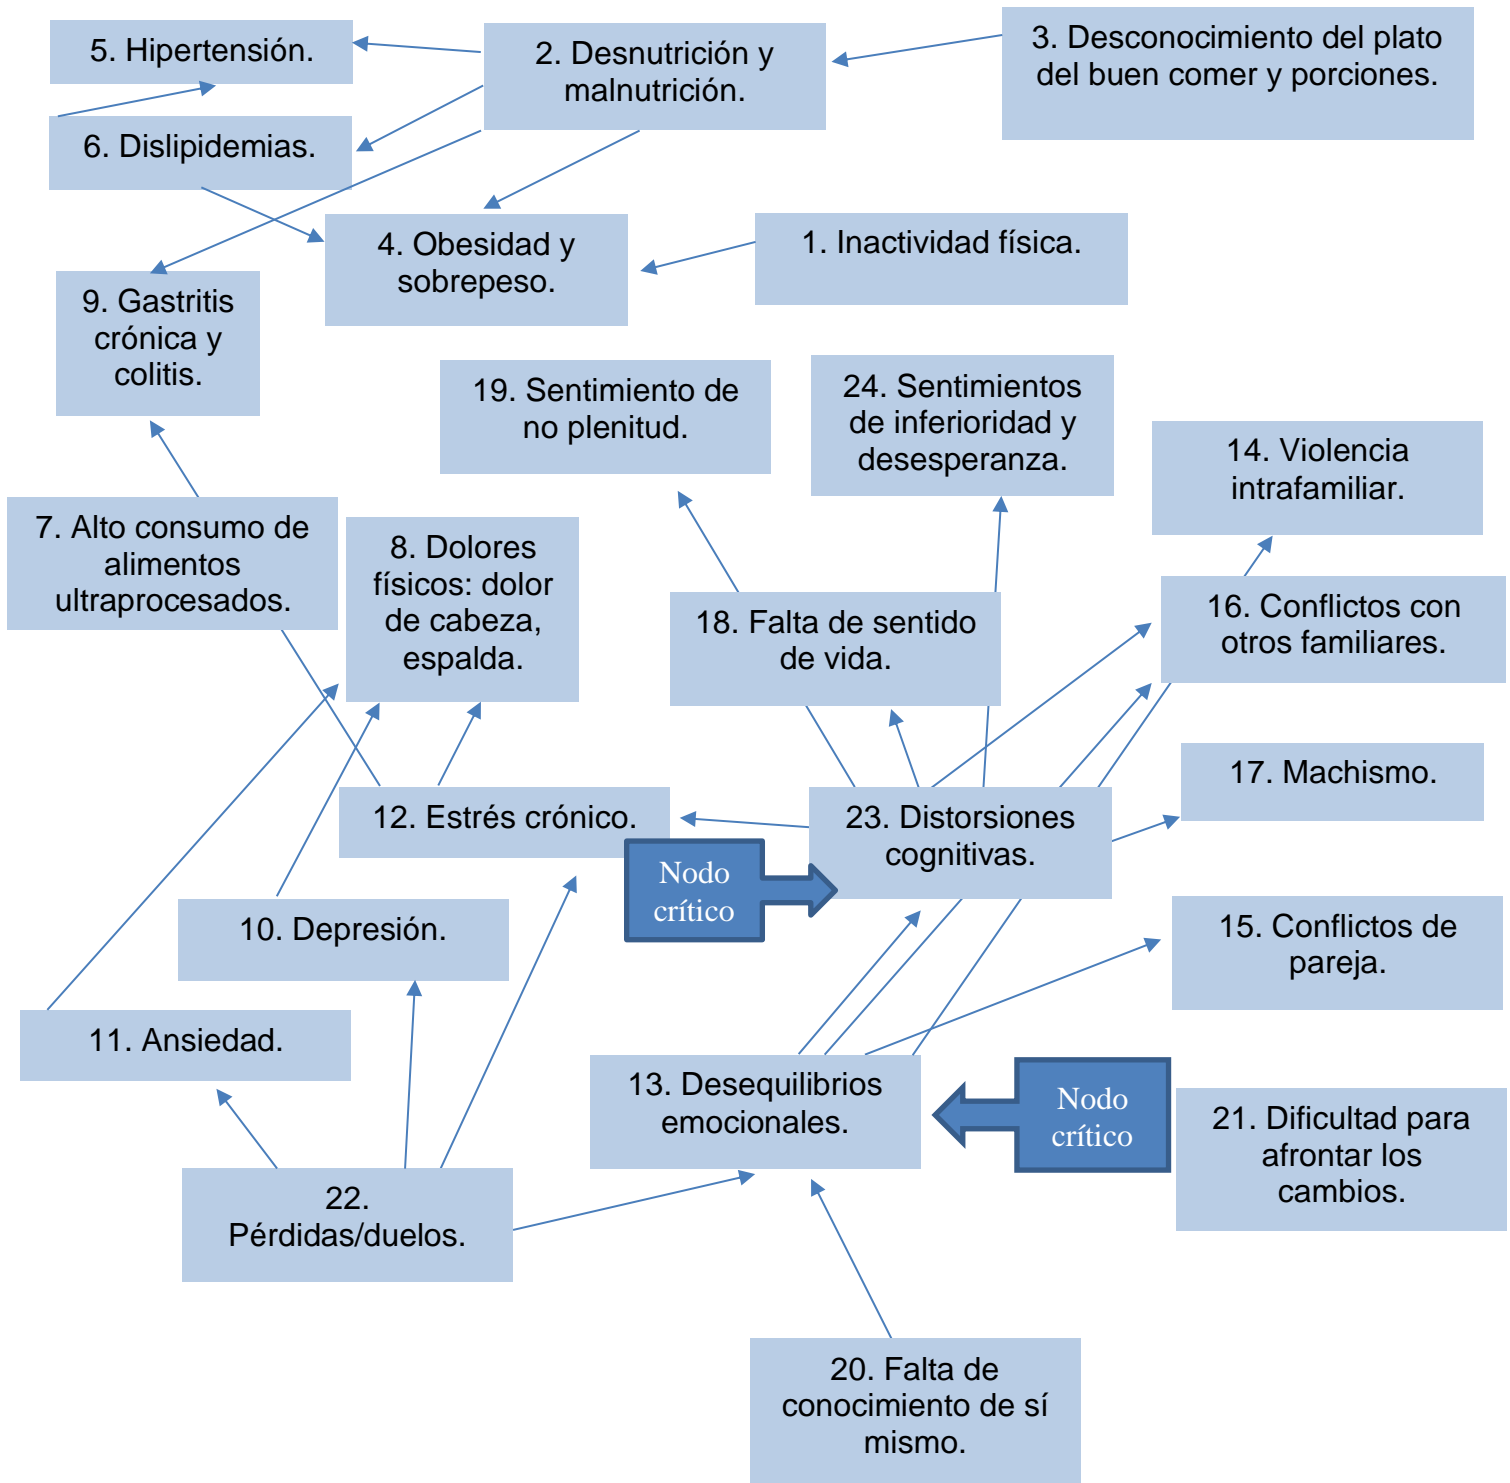 5. Hipertensión.
2. Desnutrición y
malnutrición.
3. Desconocimiento del plato
del buen comer y porciones.
6. Dislipidemias.
4. Obesidad y
sobrepeso.
1. Inactividad física.
9. Gastritis
crónica y
colitis.
19. Sentimiento de
no plenitud.
24. Sentimientos
de inferioridad y
desesperanza.
14. Violencia
intrafamiliar.
7. Alto consumo de
alimentos
ultraprocesados.
8. Dolores
físicos: dolor
de cabeza,
espalda.
18. Falta de sentido
de vida.
16. Conflictos con
otros familiares.
17. Machismo.
12. Estrés crónico.
23. Distorsiones
cognitivas.
Nodo
crítico
10. Depresión.
15. Conflictos de
pareja.
11. Ansiedad.
13. Desequilibrios
emocionales.
Nodo
crítico
21. Dificultad para
afrontar los
cambios.
22.
Pérdidas/duelos.
20. Falta de
conocimiento de sí
mismo.